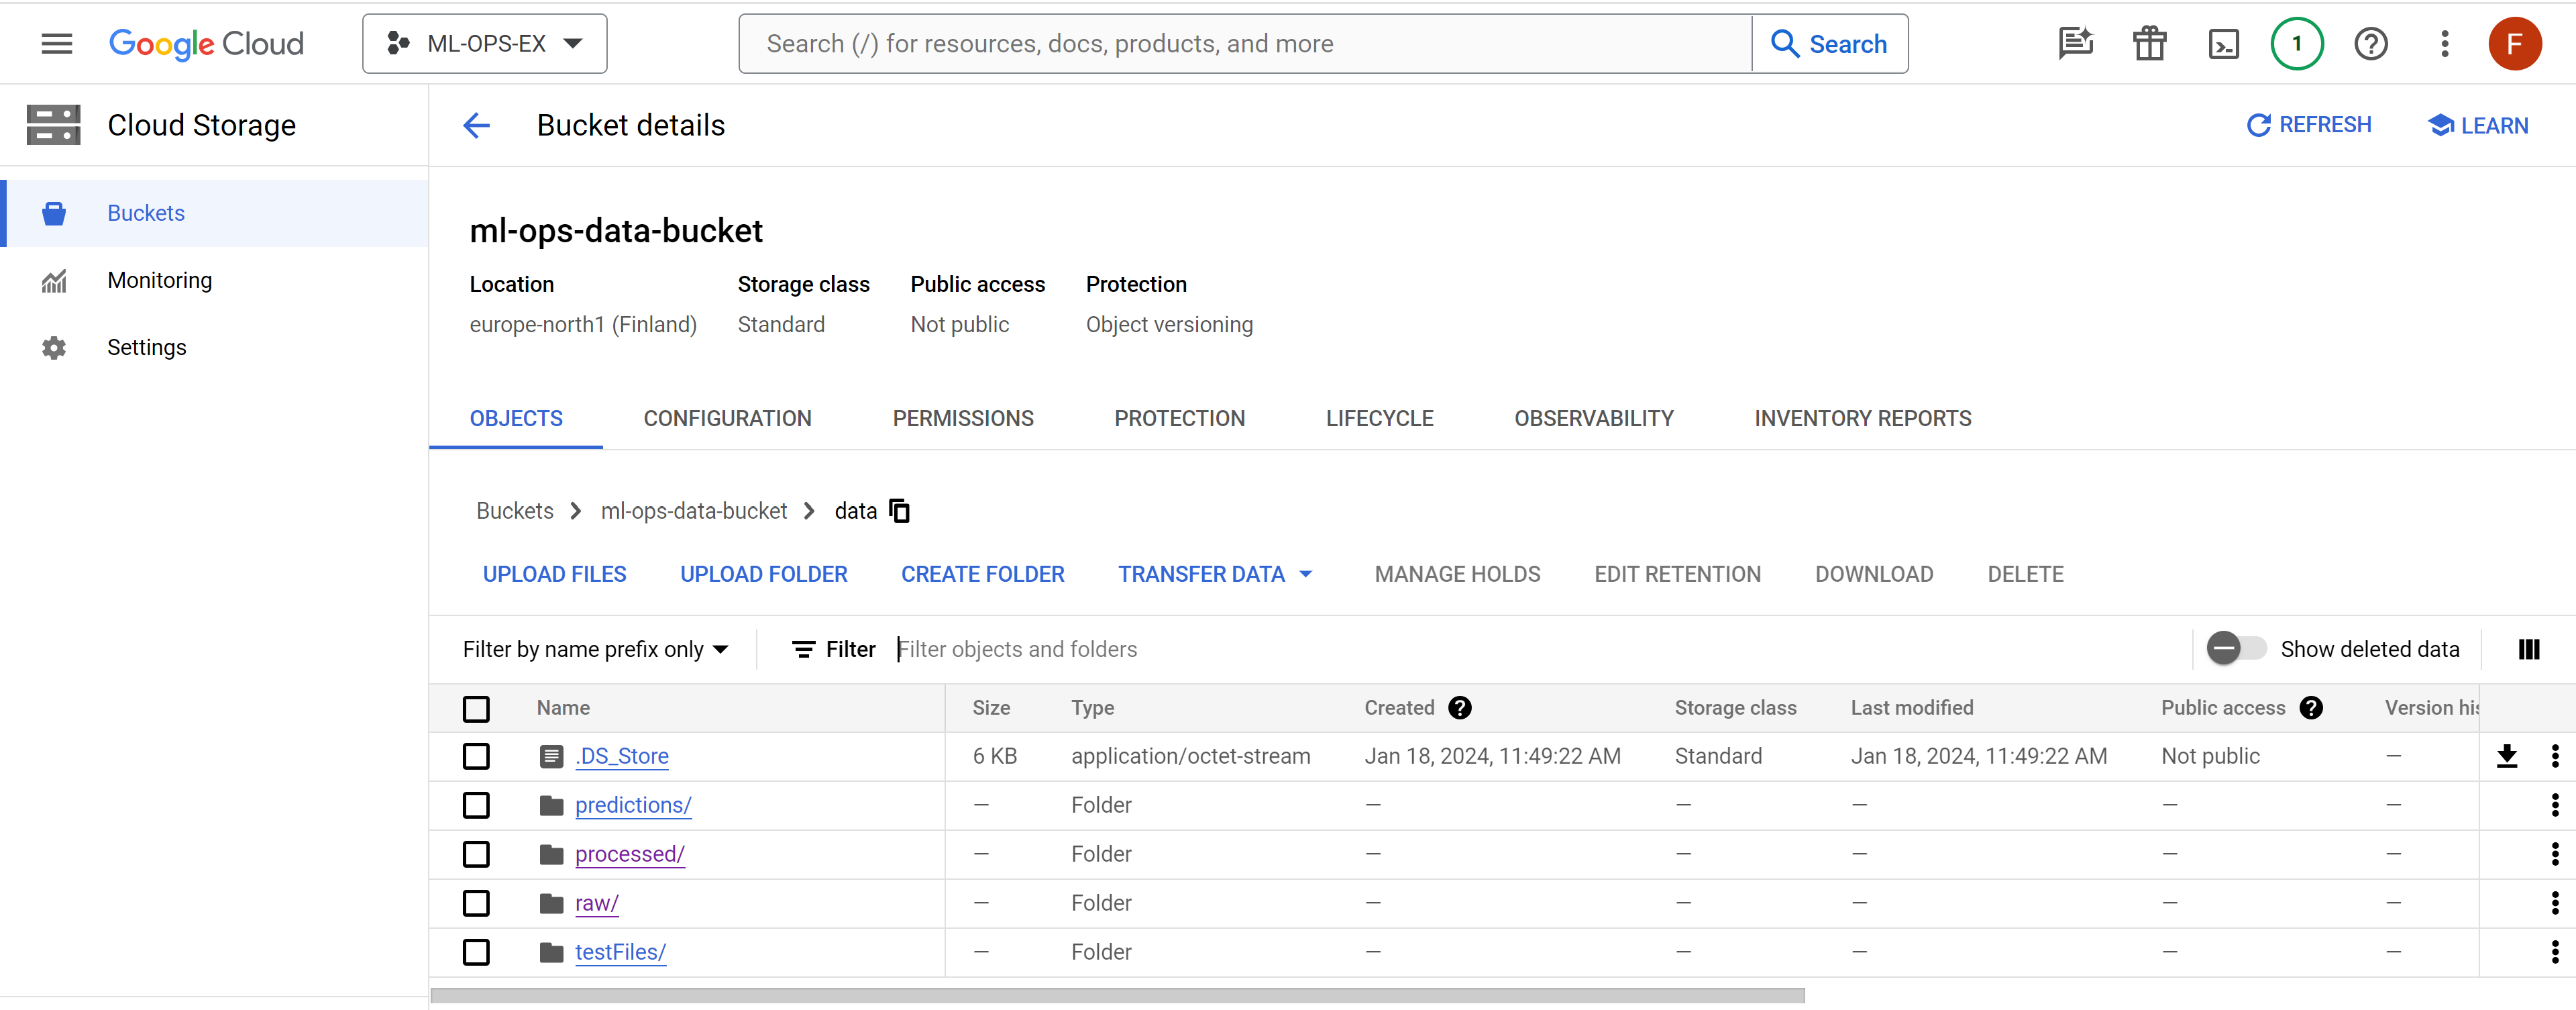 Google Cloud
ML-OPS-EX
Search (/) for resources, docs, products, and more
Search
1
F
Cloud Storage
Bucket details
REFRESH
LEARN
Buckets
Monitoring
Settings
ml-ops-data-bucket
Location Storage class Public access Protection
europe-north1 (Finland) Standard Not public Object versioning
OBJECTS CONFIGURATION PERMISSIONS PROTECTION LIFECYCLE OBSERVABILITY INVENTORY REPORTS
Buckets > ml-ops-data-bucket > data
UPLOAD FILES UPLOAD FOLDER CREATE FOLDER TRANSFER DATA MANAGE HOLDS EDIT RETENTION DOWNLOAD DELETE
Filter by name prefix only Filter Filter objects and folders Show deleted data
Name Size Type Created Storage class Last modified Public access Version his
.DS_Store 6 KB application/octet-stream Jan 18, 2024, 11:49:22 AM Standard Jan 18, 2024, 11:49:22 AM Not public —
predictions/ — Folder — — — — —
processed/ — Folder — — — — —
raw/ — Folder — — — — —
testFiles/ — Folder — — — — —